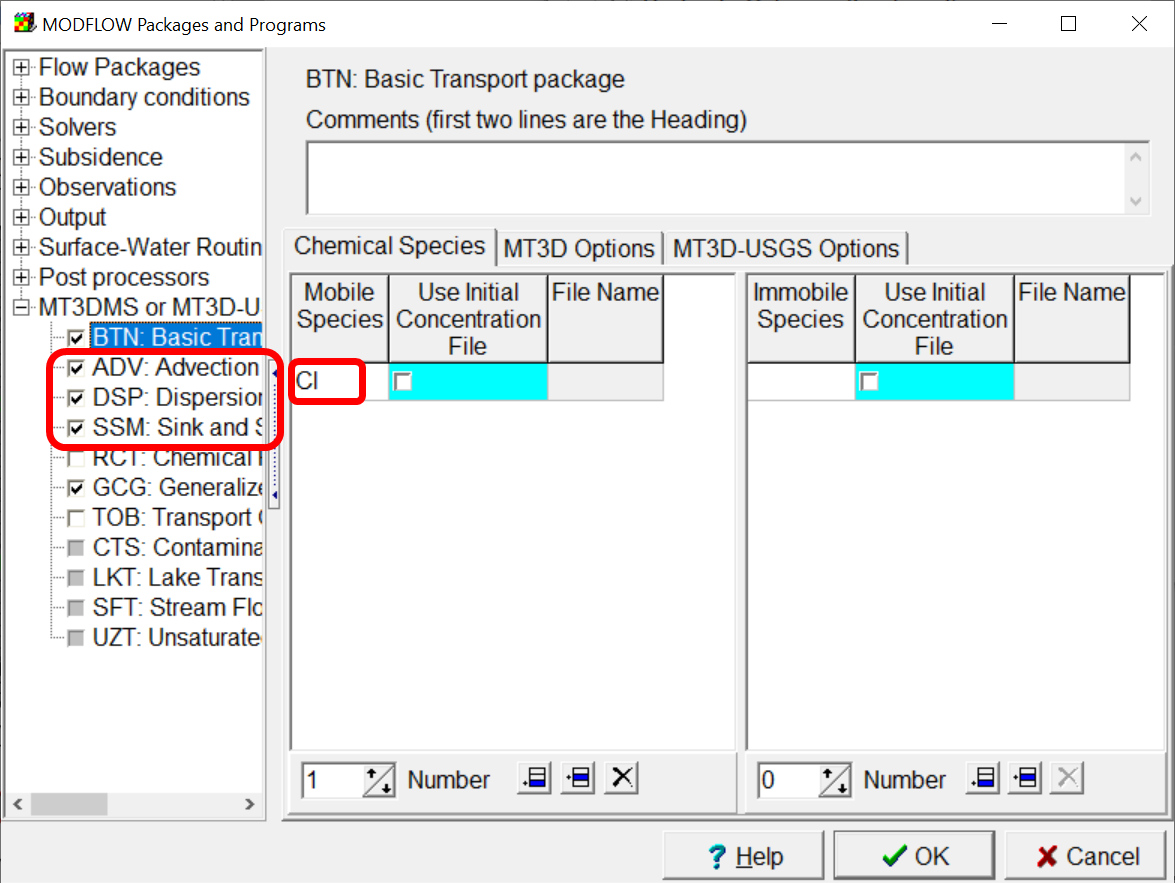 MODFLOW Packages and Programs
Flow Packages
Boundary conditions
Solvers
Subsidence
Observations
Output
Surface-Water Routin
Post processors
MT3DMS or MT3D-U
BTN: Basic Tran
ADV: Advection
DSP: Dispersion
SSM: Sink and S
RCT: Chemical R
GCG: Generalize
TOB: Transport O
CTS: Contamina
LKT: Lake Trans
SFT: Stream Flo
UZT: Unsaturate
BTN: Basic Transport package
Comments (first two lines are the Heading)
Chemical Species
MT3D Options
MT3D-USGS Options
Mobile
Species
Use Initial
Concentration
File
File Name
Cl
1
Number
Immobile
Species
Use Initial
Concentration
File
File Name
0
Number
? Help
OK
Cancel